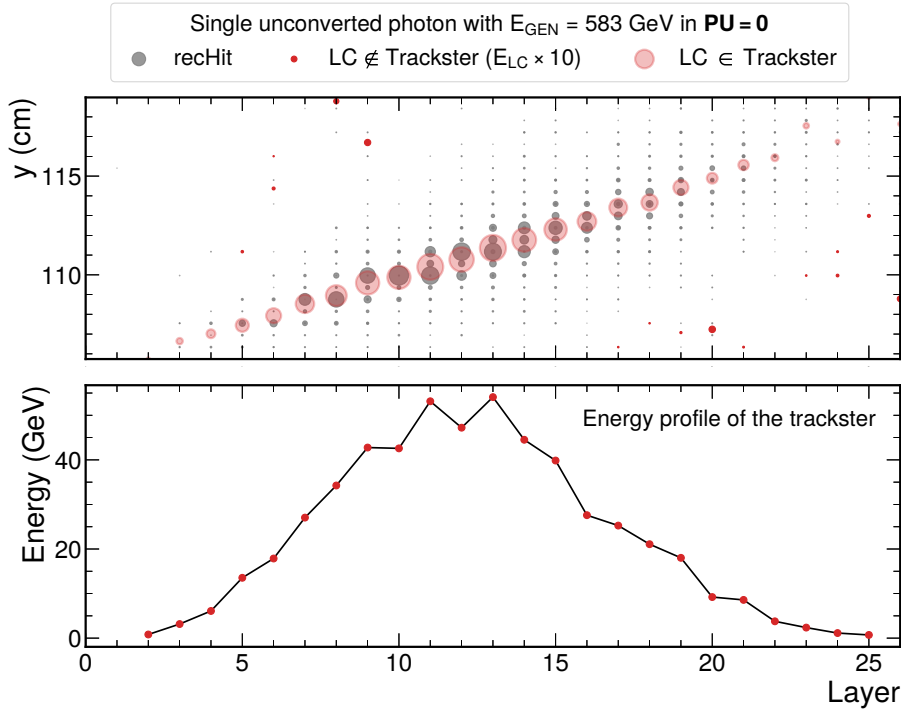 Single unconverted photon with E_GEN = 583 GeV in PU = 0
recHit
LC ∉ Trackster (E_LC × 10)
LC ∈ Trackster
y (cm)
115
110
Energy profile of the trackster
Energy (GeV)
40
20
0
0 5 10 15 20 25
Layer